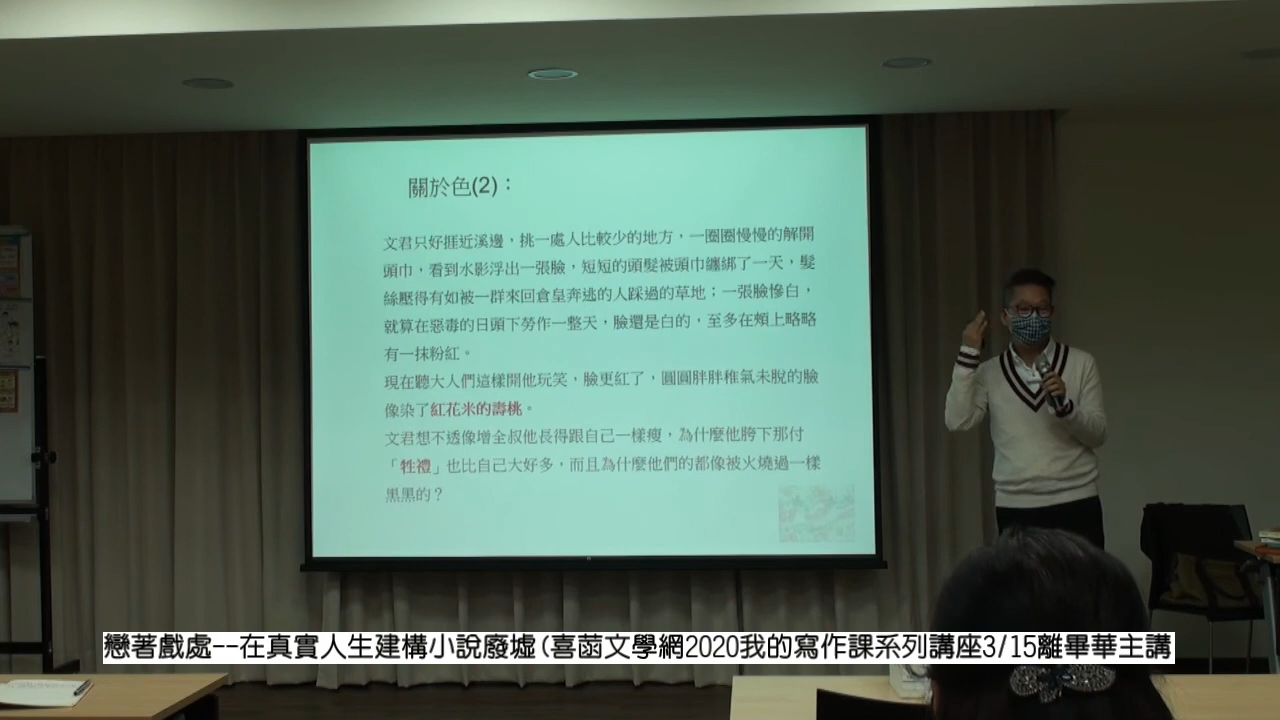 關於色(2)：
文君只好捱近溪邊，挑一處人比較少的地方，一圈圈慢慢的解開
頭巾，看到水影浮出一張臉，短短的頭髮被頭巾纏綁了一天，髮
絲壓得有如被一群來回倉皇奔逃的人踩過的草地；一張臉慘白，
就算在惡毒的日頭下勞作一整天，臉還是白的，至多在頰上略略
有一抹粉紅。
現在聽大人們這樣開他玩笑，臉更紅了，圓圓胖胖稚氣未脫的臉
像染了紅花米的壽桃。
文君想不透像增全叔他長得跟自己一樣瘦，為什麼他胯下那付
「牲禮」也比自己大好多，而且為什麼他們的都像被火燒過一樣
黑黑的？
戀著戲處--在真實人生建構小說廢墟(喜菡文學網2020我的寫作課系列講座3/15離畢華主講